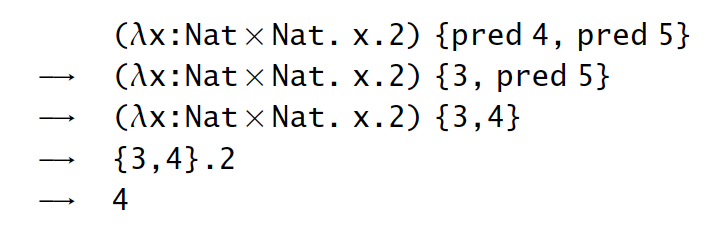 (λx:Nat×Nat. x.2) {pred 4, pred 5}
⟶ (λx:Nat×Nat. x.2) {3, pred 5}
⟶ (λx:Nat×Nat. x.2) {3,4}
⟶ {3,4}.2
⟶ 4